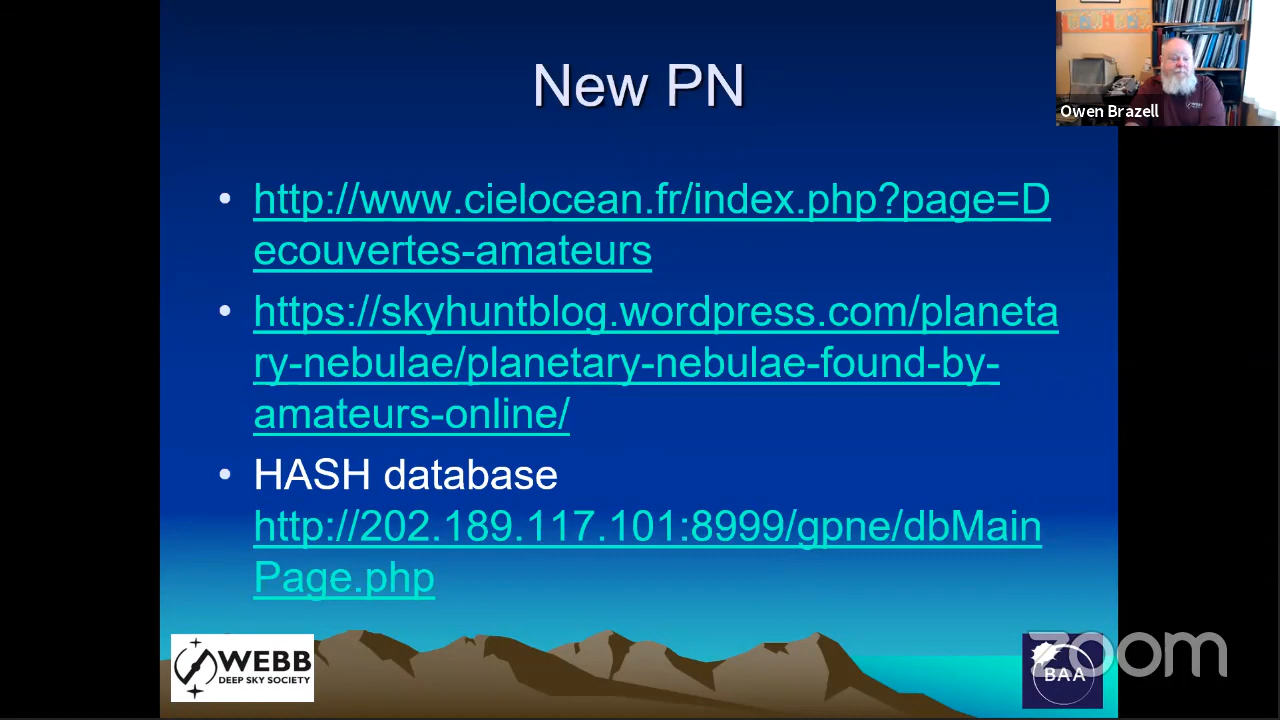 New PN
Owen Brazell
• http://www.cielocean.fr/index.php?page=D
ecouvertes-amateurs
• https://skyhuntblog.wordpress.com/planeta
ry-nebulae/planetary-nebulae-found-by-
amateurs-online/
• HASH database
http://202.189.117.101:8999/gpne/dbMain
Page.php
WEBB
DEEP SKY SOCIETY
BAA
zoom